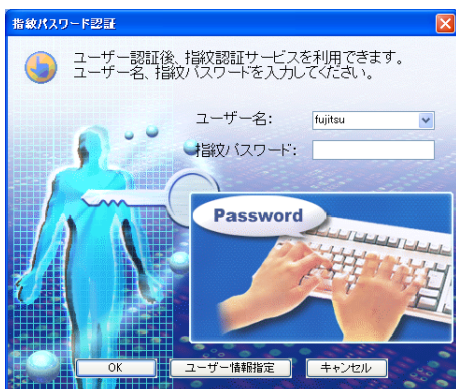 指紋パスワード認証
ユーザー認証後、指紋認証サービスを利用できます。
ユーザー名、指紋パスワードを入力してください。
ユーザー名:
fujitsu
指紋パスワード:
Password
OK
ユーザー情報指定
キャンセル